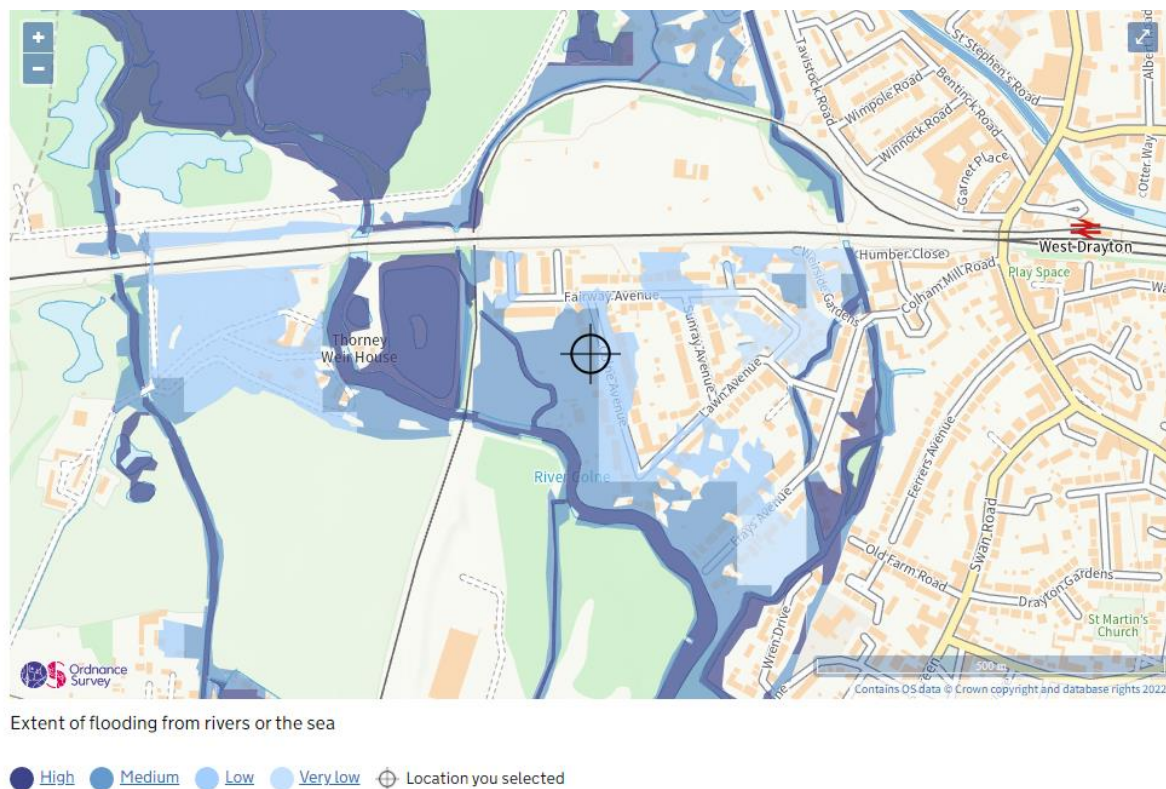 +
−
St Stephen's Road
Tavistock Road
Wimpole Road
Bentinck Road
Winnock Road
Garnet Place
Otter Way
West Drayton
Humber Close
Play Space
Colham Mill Road
Fairway Avenue
Weirside Gardens
Thorney
Weir House
Sunray Avenue
Lawn Avenue
River Colne
Ferrers Avenue
Frays Avenue
Swan Road
Old Farm Road
Drayton Gardens
St Martin's
Church
Wren Drive
Ordnance
Survey
500 m
Contains OS data © Crown copyright and database rights 2022
Extent of flooding from rivers or the sea
High Medium Low Very low Location you selected